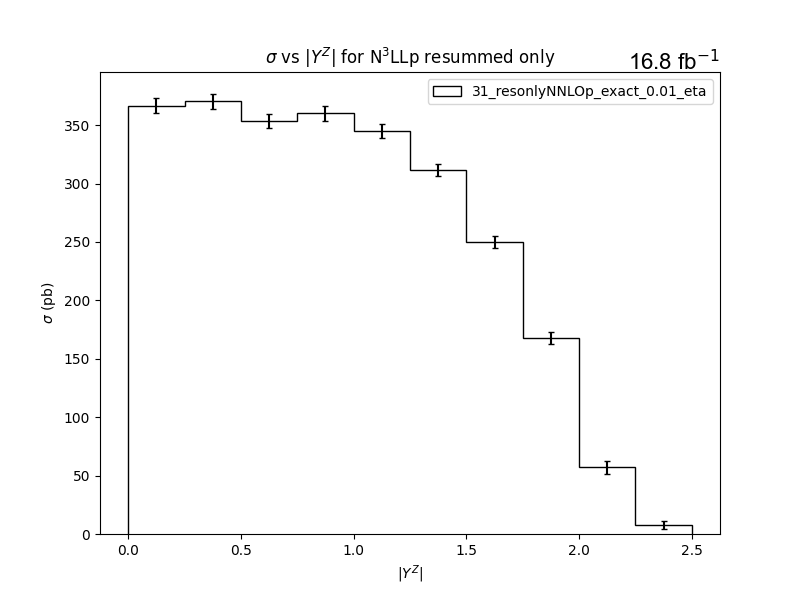 σ vs |Y^Z| for N³LLp resummed only
16.8 fb⁻¹
31_resonlyNNLOp_exact_0.01_eta
σ (pb)
350
300
250
200
150
100
50
0
0.0 0.5 1.0 1.5 2.0 2.5
|Y^Z|